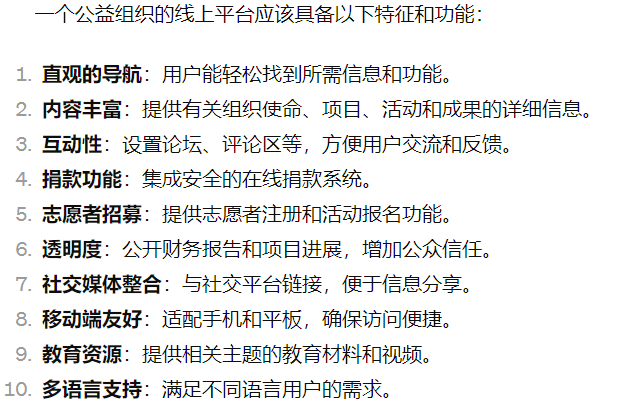 一个公益组织的线上平台应该具备以下特征和功能：
1. 直观的导航：用户能轻松找到所需信息和功能。
2. 内容丰富：提供有关组织使命、项目、活动和成果的详细信息。
3. 互动性：设置论坛、评论区等，方便用户交流和反馈。
4. 捐款功能：集成安全的在线捐款系统。
5. 志愿者招募：提供志愿者注册和活动报名功能。
6. 透明度：公开财务报告和项目进展，增加公众信任。
7. 社交媒体整合：与社交平台链接，便于信息分享。
8. 移动端友好：适配手机和平板，确保访问便捷。
9. 教育资源：提供相关主题的教育材料和视频。
10. 多语言支持：满足不同语言用户的需求。